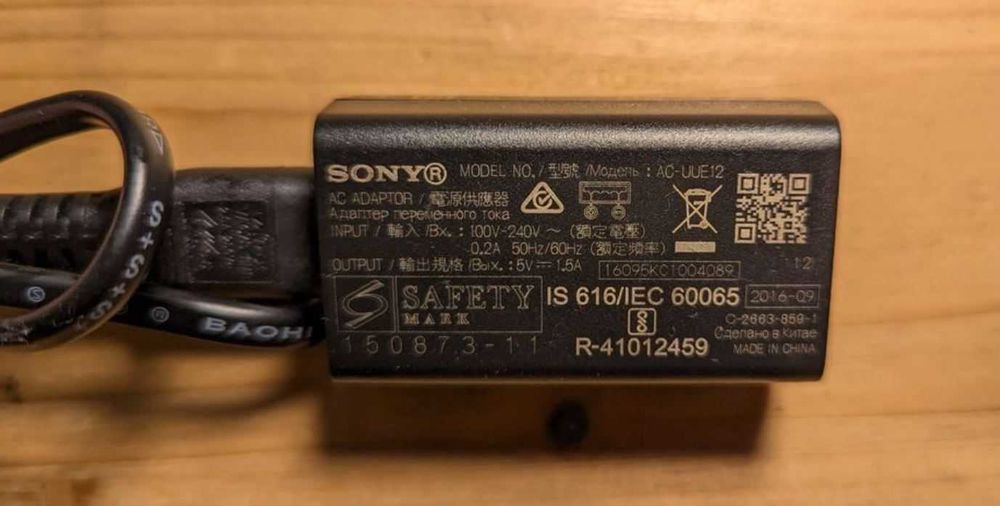 SONY® MODEL NO./型號/Модель: AC-UUE12
AC ADAPTOR / 電源供應器
Адаптер переменного тока
INPUT / 輸入 /Вх.: 100V-240V ~ (額定電壓)
0.2A 50Hz/60Hz (額定頻率)
OUTPUT / 輸出規格 /Вых.: 5V⎓1.5A
16095KC1004089
12
SAFETY
MARK
150873-11
IS 616/IEC 60065
R-41012459
2016-09
Q-2663-859-1
Сделано в Китае
MADE IN CHINA
S+S+S
® BAOHI